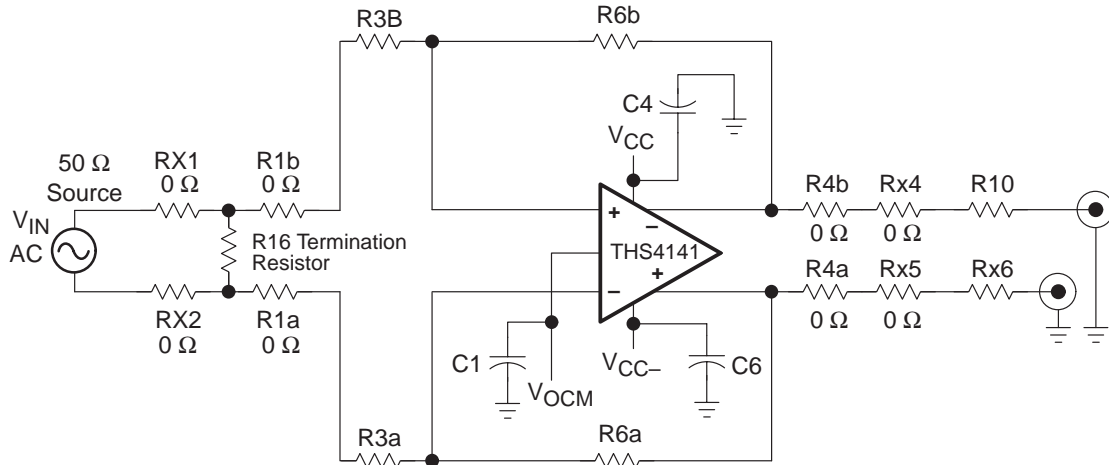 R3B
R6b
C4
VCC
50 Ω
Source
RX1
0 Ω
R1b
0 Ω
R4b
0 Ω
Rx4
0 Ω
R10
VIN
AC
R16 Termination
Resistor
+
−
THS4141
+
−
R4a
0 Ω
Rx5
0 Ω
Rx6
RX2
0 Ω
R1a
0 Ω
C1
VOCM
VCC−
C6
R3a
R6a